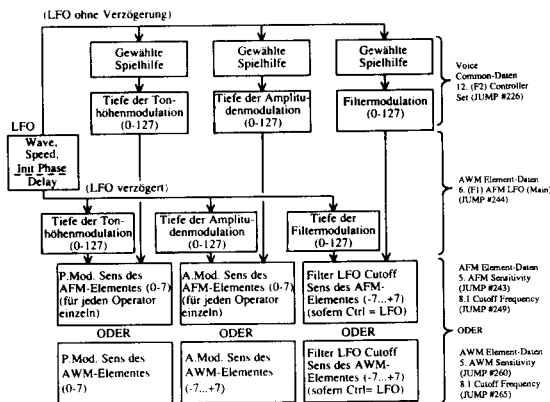 (LFO ohne Verzögerung)
Gewählte
Spielhilfe
Gewählte
Spielhilfe
Gewählte
Spielhilfe
Voice
Common-Daten
12. (F2) Controller
Set (JUMP #226)
Tiefe der Ton-
höhenmodulation
(0-127)
Tiefe der Amplitu-
denmodulation
(0-127)
Filtermodulation
(0-127)
LFO
Wave,
Speed,
Init Phase
Delay
(LFO verzögert)
AWM Element-Daten
6. (F1) AFM LFO (Main)
(JUMP #244)
Tiefe der Ton-
höhenmodulation
(0-127)
Tiefe der Amplitu-
denmodulation
(0-127)
Tiefe der
Filtermodulation
(0-127)
P.Mod. Sens des
AFM-Elementes (0-7)
(für jeden Operator
einzeln)
A.Mod. Sens des
AFM-Elementes (0-7)
(für jeden Operator
einzeln)
Filter LFO Cutoff
Sens des AFM-
Elementes (-7...+7)
(sofern Ctrl = LFO)
AFM Element-Daten
5. AFM Sensitivity
(JUMP #243)
8.1 Cutoff Frequency
(JUMP #249)
ODER
ODER
ODER
ODER
P.Mod. Sens des
AWM-Elementes
(0-7)
A.Mod. Sens des
AWM-Elementes
(-7...+7)
Filter LFO Cutoff
Sens des AWM-
Elementes (-7...+7)
(sofern Ctrl = LFO)
AWM Element-Daten
5. AWM Sensitivity
(JUMP #260)
8.1 Cutoff Frequency
(JUMP #265)